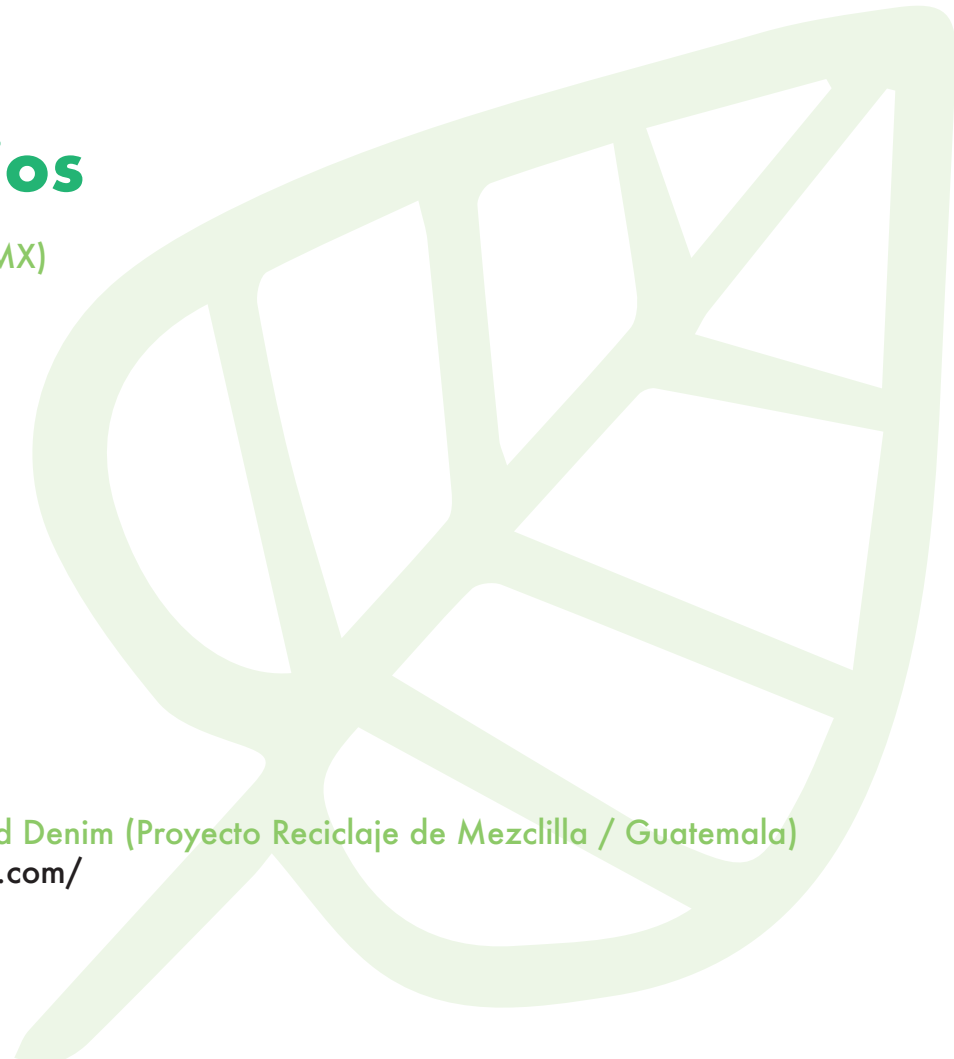 os
MX)
d Denim (Proyecto Reciclaje de Mezclilla / Guatemala)
.com/